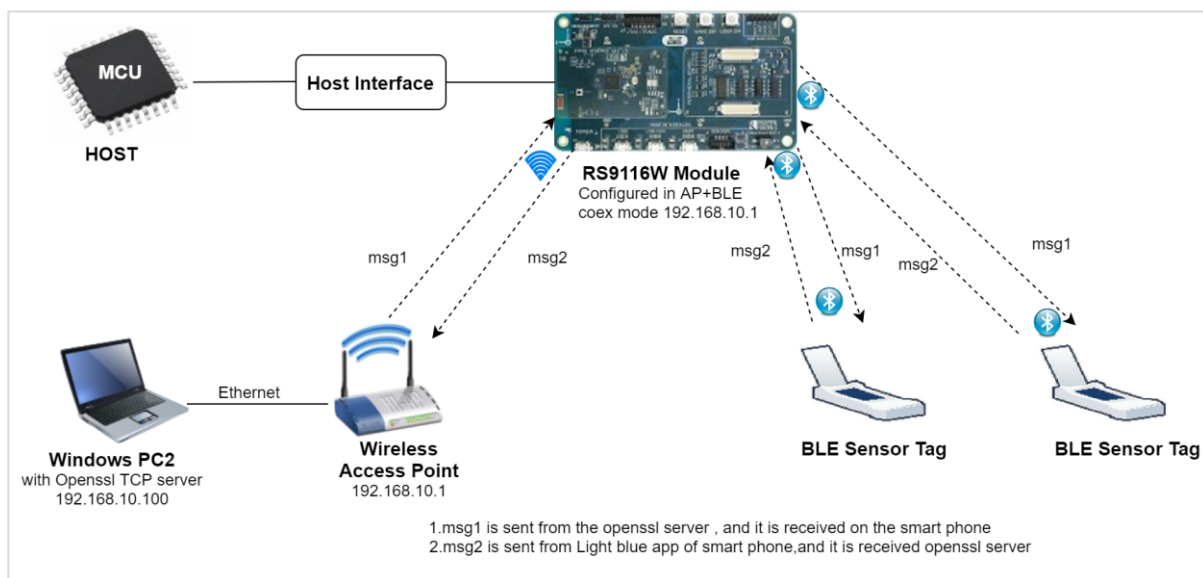 MCU
HOST
Host Interface
RS9116W Module
Configured in AP+BLE
coex mode 192.168.10.1
msg1
msg2
msg2
msg1
msg2
msg1
Ethernet
Windows PC2
with Openssl TCP server
192.168.10.100
Wireless
Access Point
192.168.10.1
BLE Sensor Tag
BLE Sensor Tag
1.msg1 is sent from the openssl server , and it is received on the smart phone
2.msg2 is sent from Light blue app of smart phone,and it is received openssl server